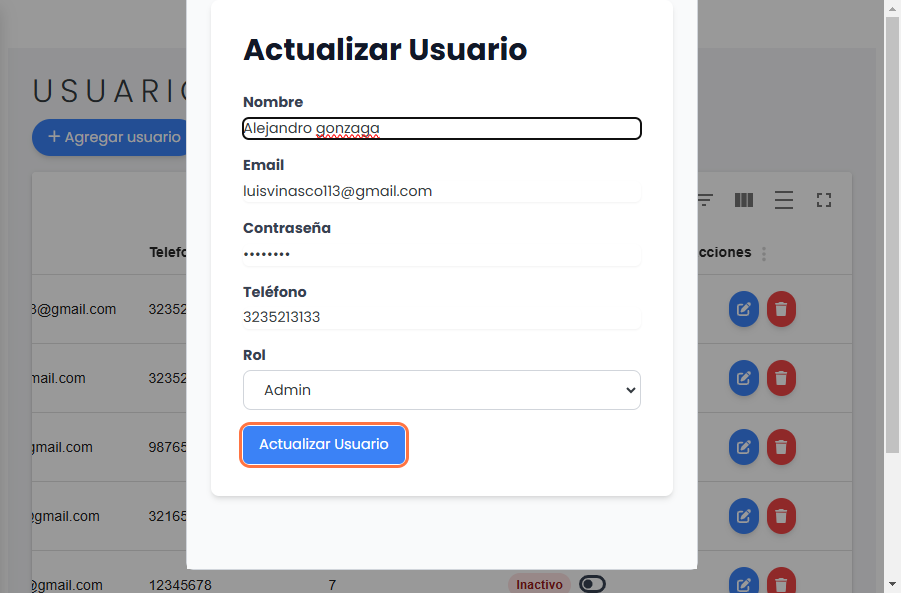 Actualizar Usuario
Nombre
Alejandro gonzaga
Email
luisvinasco113@gmail.com
Contraseña
••••••••
Teléfono
3235213133
Rol
Admin
Actualizar Usuario
USUARIO
+ Agregar usuario
Telefo
cciones
3@gmail.com 32352
mail.com 32352
gmail.com 98765
@gmail.com 32165
@gmail.com 12345678 7 Inactivo